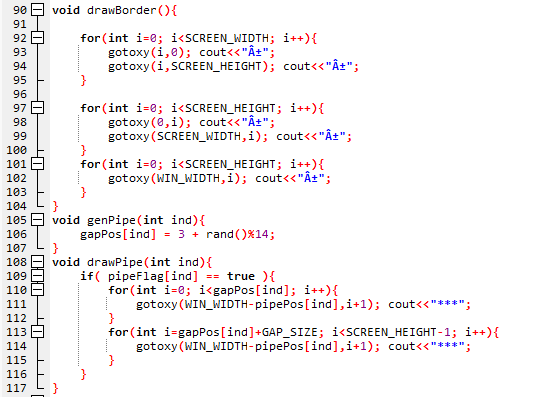 90 void drawBorder(){
91
92 for(int i=0; i<SCREEN_WIDTH; i++){
93 gotoxy(i,0); cout<<"Â±";
94 gotoxy(i,SCREEN_HEIGHT); cout<<"Â±";
95 }
96
97 for(int i=0; i<SCREEN_HEIGHT; i++){
98 gotoxy(0,i); cout<<"Â±";
99 gotoxy(SCREEN_WIDTH,i); cout<<"Â±";
100 }
101 for(int i=0; i<SCREEN_HEIGHT; i++){
102 gotoxy(WIN_WIDTH,i); cout<<"Â±";
103 }
104 }
105 void genPipe(int ind){
106 gapPos[ind] = 3 + rand()%14;
107 }
108 void drawPipe(int ind){
109 if( pipeFlag[ind] == true ){
110 for(int i=0; i<gapPos[ind]; i++){
111 gotoxy(WIN_WIDTH-pipePos[ind],i+1); cout<<"***";
112 }
113 for(int i=gapPos[ind]+GAP_SIZE; i<SCREEN_HEIGHT-1; i++){
114 gotoxy(WIN_WIDTH-pipePos[ind],i+1); cout<<"***";
115 }
116 }
117 }